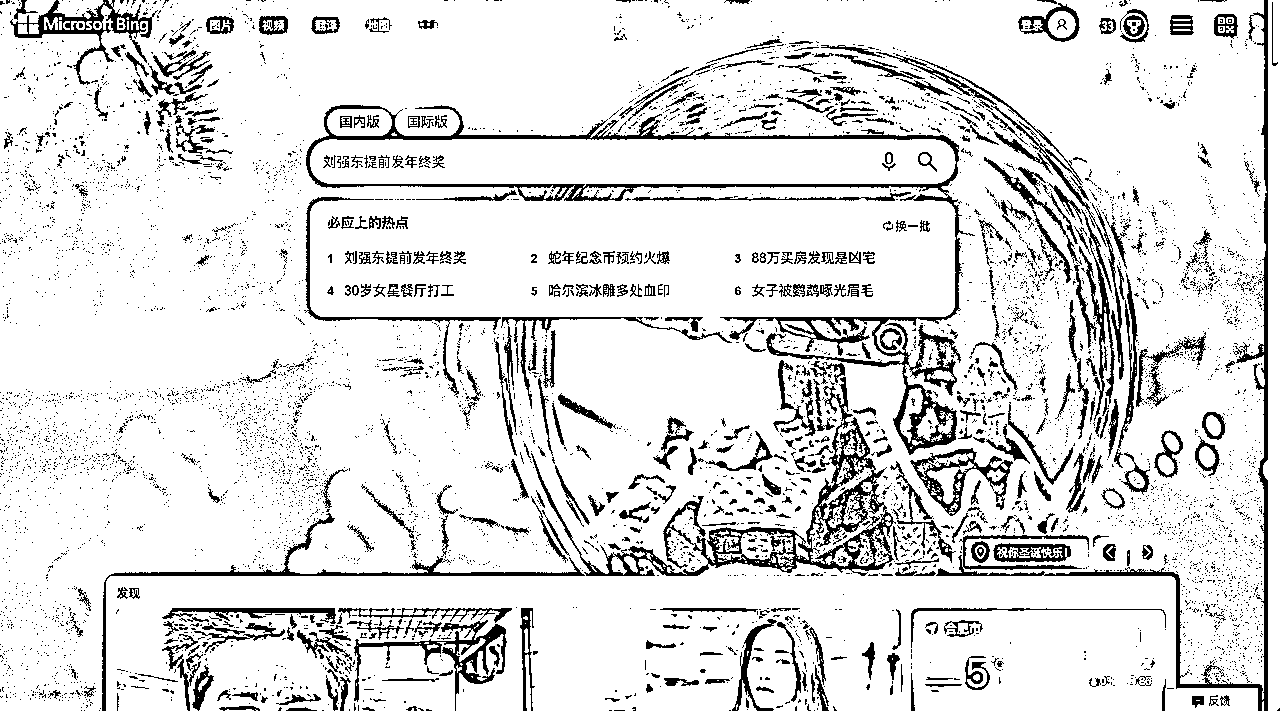 Microsoft Bing 图片 视频 翻译 地图 ... 登录 33
国内版 国际版
刘强东提前发年终奖
必应上的热点 换一批
1 刘强东提前发年终奖 2 蛇年纪念币预约火爆 3 88万买房发现是凶宅
4 30岁女星餐厅打工 5 哈尔滨冰雕多处血印 6 女子被鹦鹉啄光眉毛
祝你圣诞快乐!
发现
合肥市
5
反馈